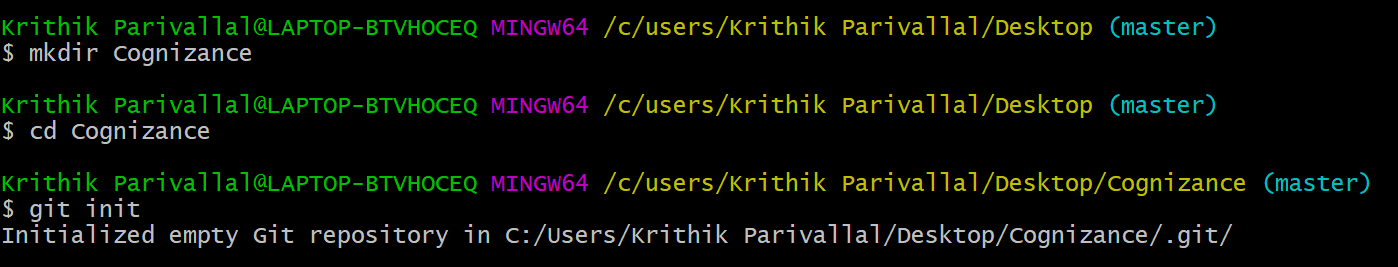 Krithik Parivallal@LAPTOP-BTVHOCEQ MINGW64 /c/users/Krithik Parivallal/Desktop (master)
$ mkdir Cognizance
Krithik Parivallal@LAPTOP-BTVHOCEQ MINGW64 /c/users/Krithik Parivallal/Desktop (master)
$ cd Cognizance
Krithik Parivallal@LAPTOP-BTVHOCEQ MINGW64 /c/users/Krithik Parivallal/Desktop/Cognizance (master)
$ git init
Initialized empty Git repository in C:/Users/Krithik Parivallal/Desktop/Cognizance/.git/